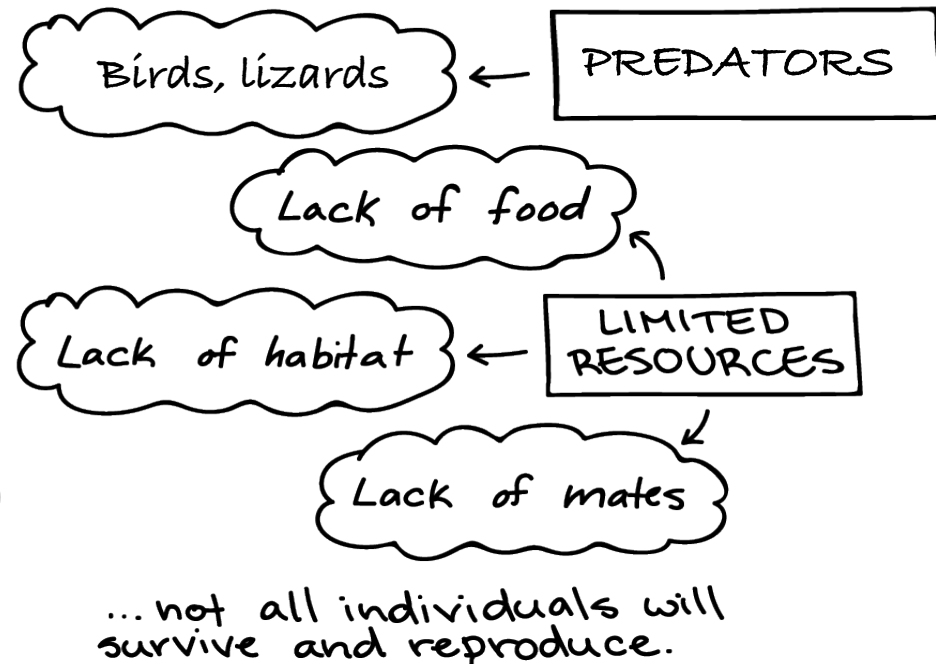 Birds, lizards
PREDATORS
Lack of food
Lack of habitat
LIMITED
RESOURCES
Lack of mates
... not all individuals will
survive and reproduce.